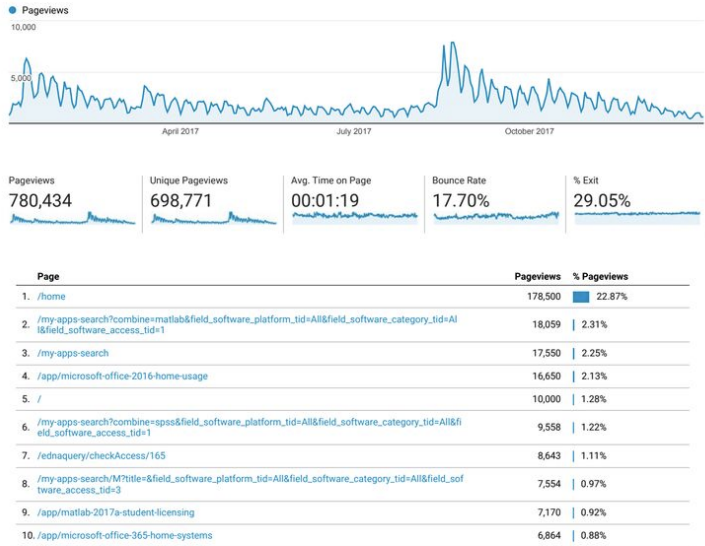 Pageviews
10,000
5,000
April 2017
July 2017
October 2017
Pageviews
780,434
Unique Pageviews
698,771
Avg. Time on Page
00:01:19
Bounce Rate
17.70%
% Exit
29.05%
Page Pageviews % Pageviews
1. /home 178,500 22.87%
2. /my-apps-search?combine=matlab&field_software_platform_tid=All&field_software_category_tid=Al
l&field_software_access_tid=1 18,059 2.31%
3. /my-apps-search 17,550 2.25%
4. /app/microsoft-office-2016-home-usage 16,650 2.13%
5. / 10,000 1.28%
6. /my-apps-search?combine=spss&field_software_platform_tid=All&field_software_category_tid=All&fi
eld_software_access_tid=1 9,558 1.22%
7. /ednaquery/checkAccess/165 8,643 1.11%
8. /my-apps-search/M?title=&field_software_platform_tid=All&field_software_category_tid=All&field_sof
tware_access_tid=3 7,554 0.97%
9. /app/matlab-2017a-student-licensing 7,170 0.92%
10. /app/microsoft-office-365-home-systems 6,864 0.88%